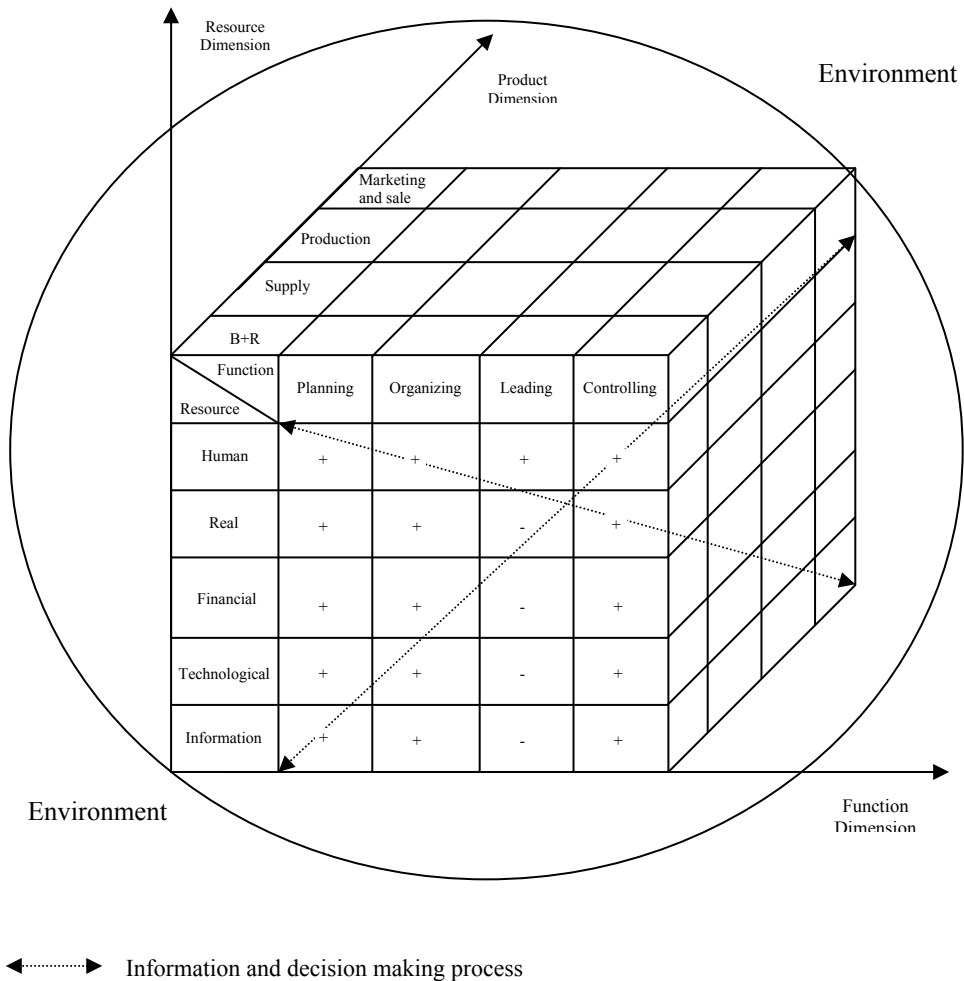 Resource
Dimension
Environment
Product
Dimension
Marketing
and sale
Production
Supply
B+R
Function
Resource
Planning
Organizing
Leading
Controlling
Human
+
+
+
+
Real
+
+
-
+
Financial
+
+
-
+
Technological
+
+
-
+
Information
+
+
-
+
Environment
Function
Dimension
Information and decision making process